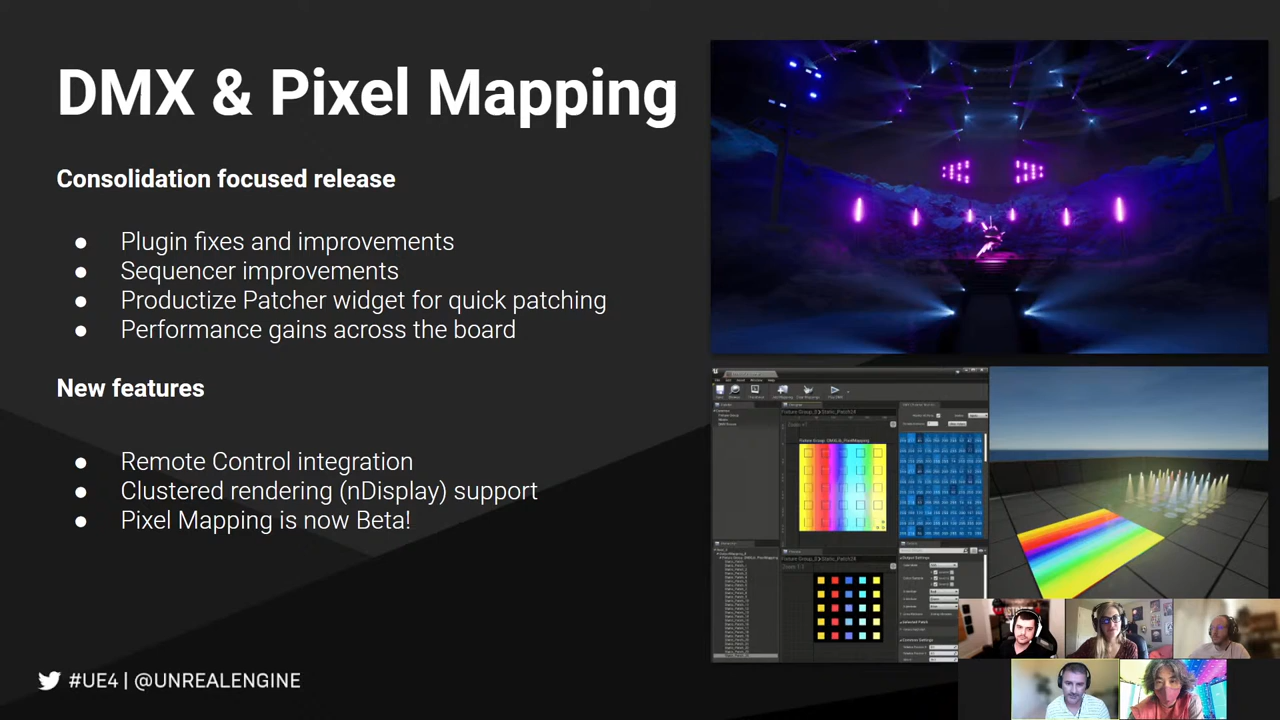 DMX & Pixel Mapping
Consolidation focused release
● Plugin fixes and improvements
● Sequencer improvements
● Productize Patcher widget for quick patching
● Performance gains across the board
New features
● Remote Control integration
● Clustered rendering (nDisplay) support
● Pixel Mapping is now Beta!
#UE4 | @UNREALENGINE